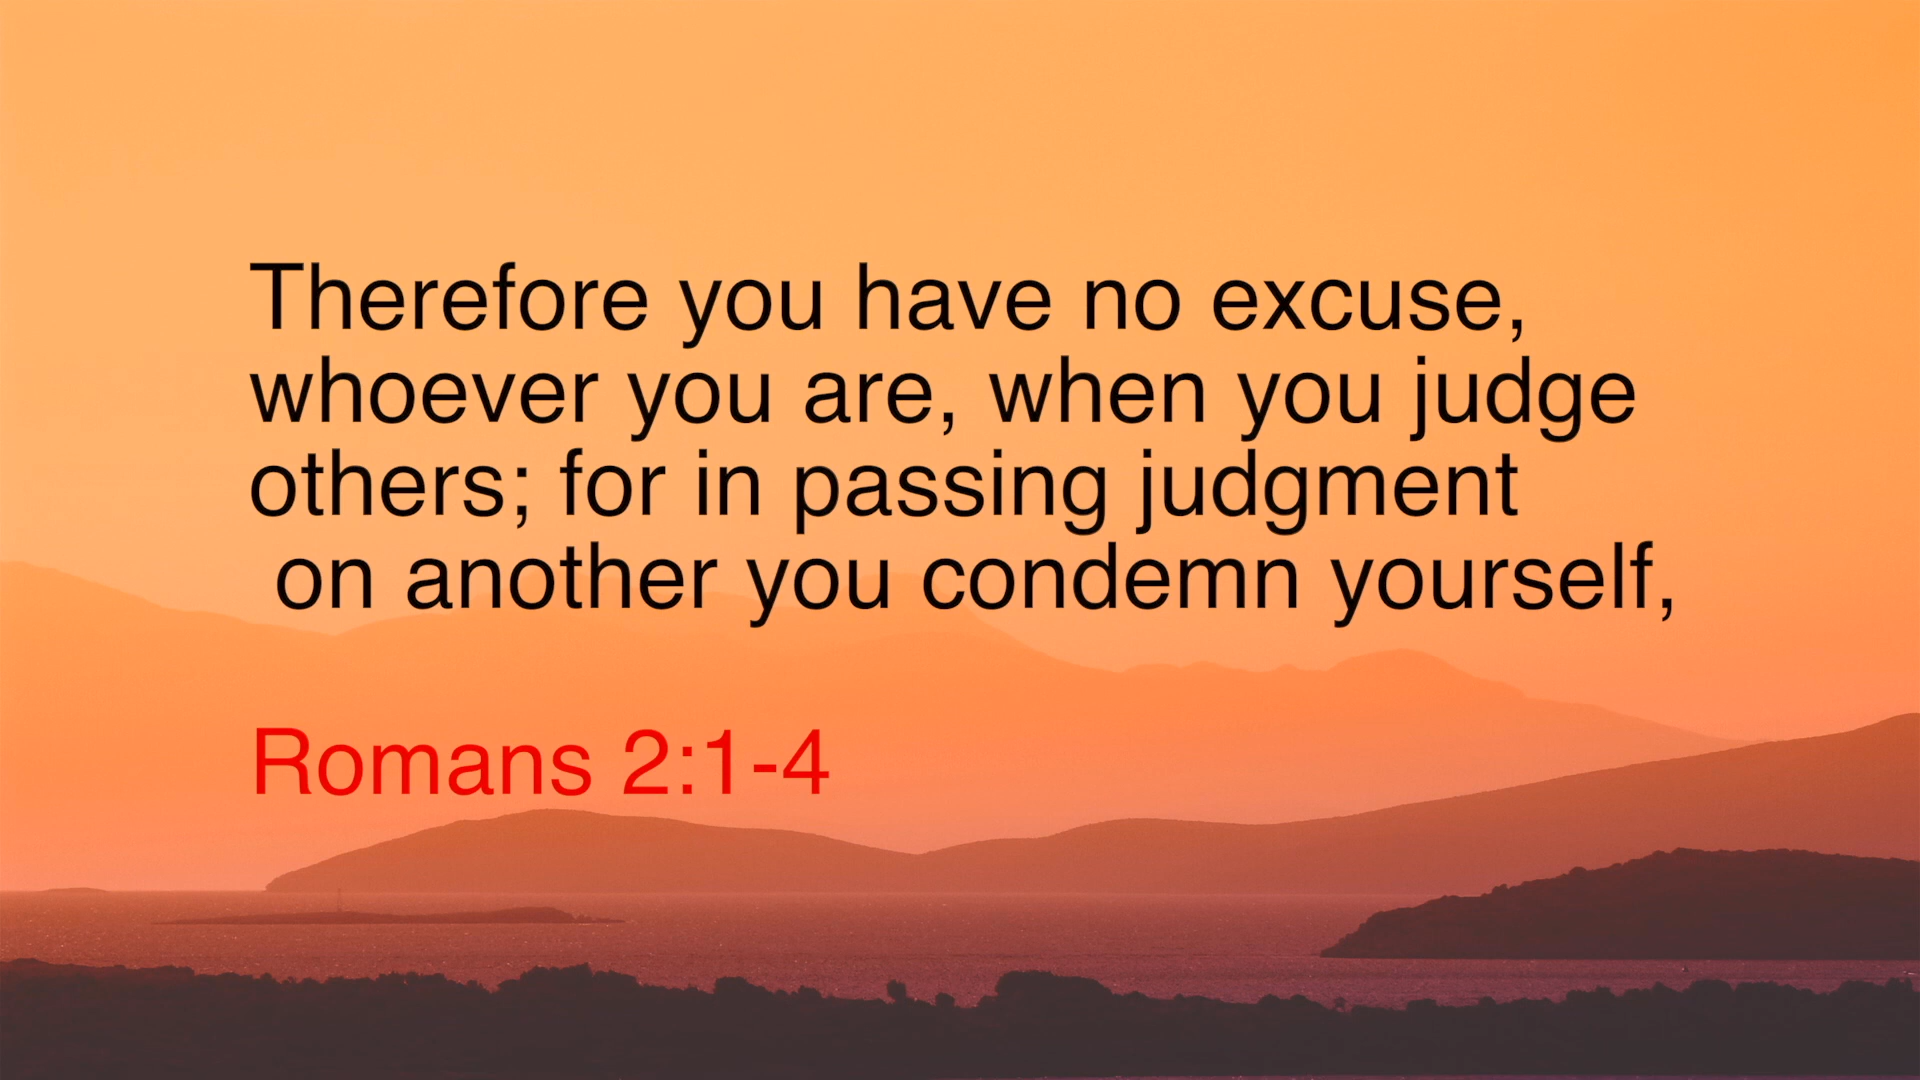 Therefore you have no excuse,
whoever you are, when you judge
others; for in passing judgment
on another you condemn yourself,
Romans 2:1-4